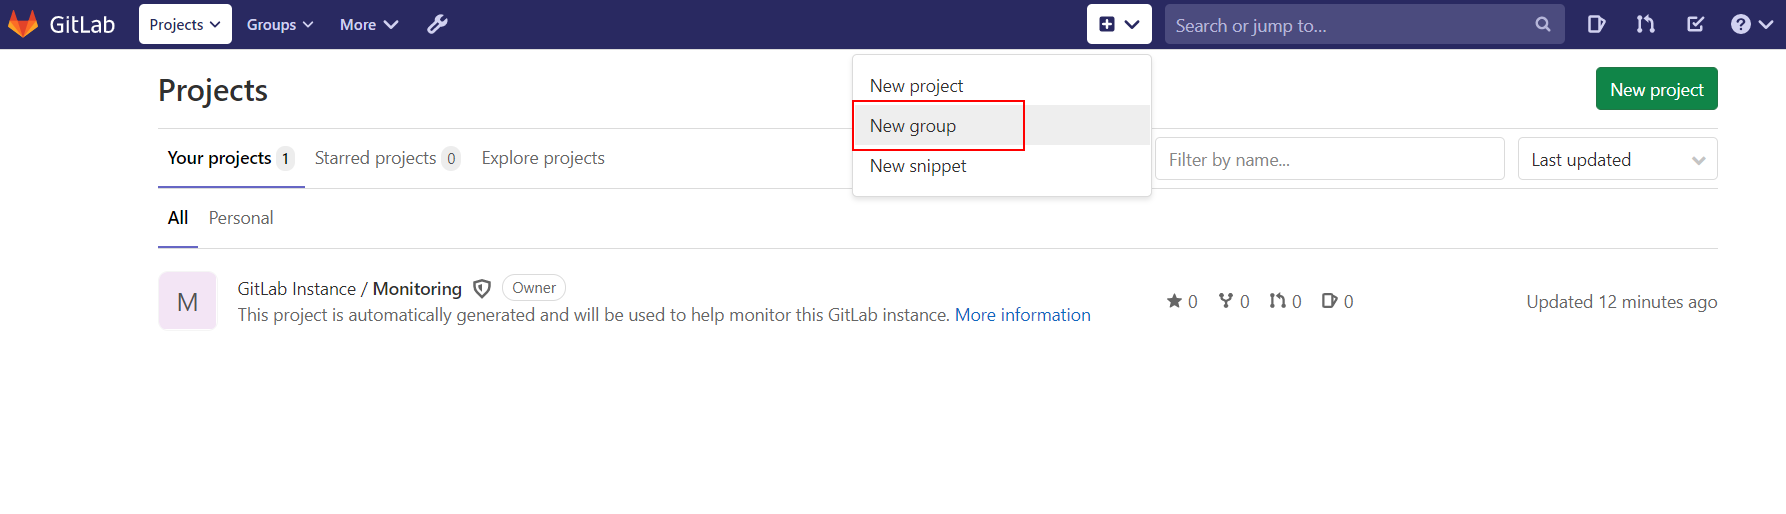 GitLab Projects Groups More Search or jump to...
New project
New group
New snippet
Projects
New project
Your projects 1 Starred projects 0 Explore projects Filter by name... Last updated
All Personal
M
GitLab Instance / Monitoring Owner
This project is automatically generated and will be used to help monitor this GitLab instance. More information
0 0 0 0 Updated 12 minutes ago